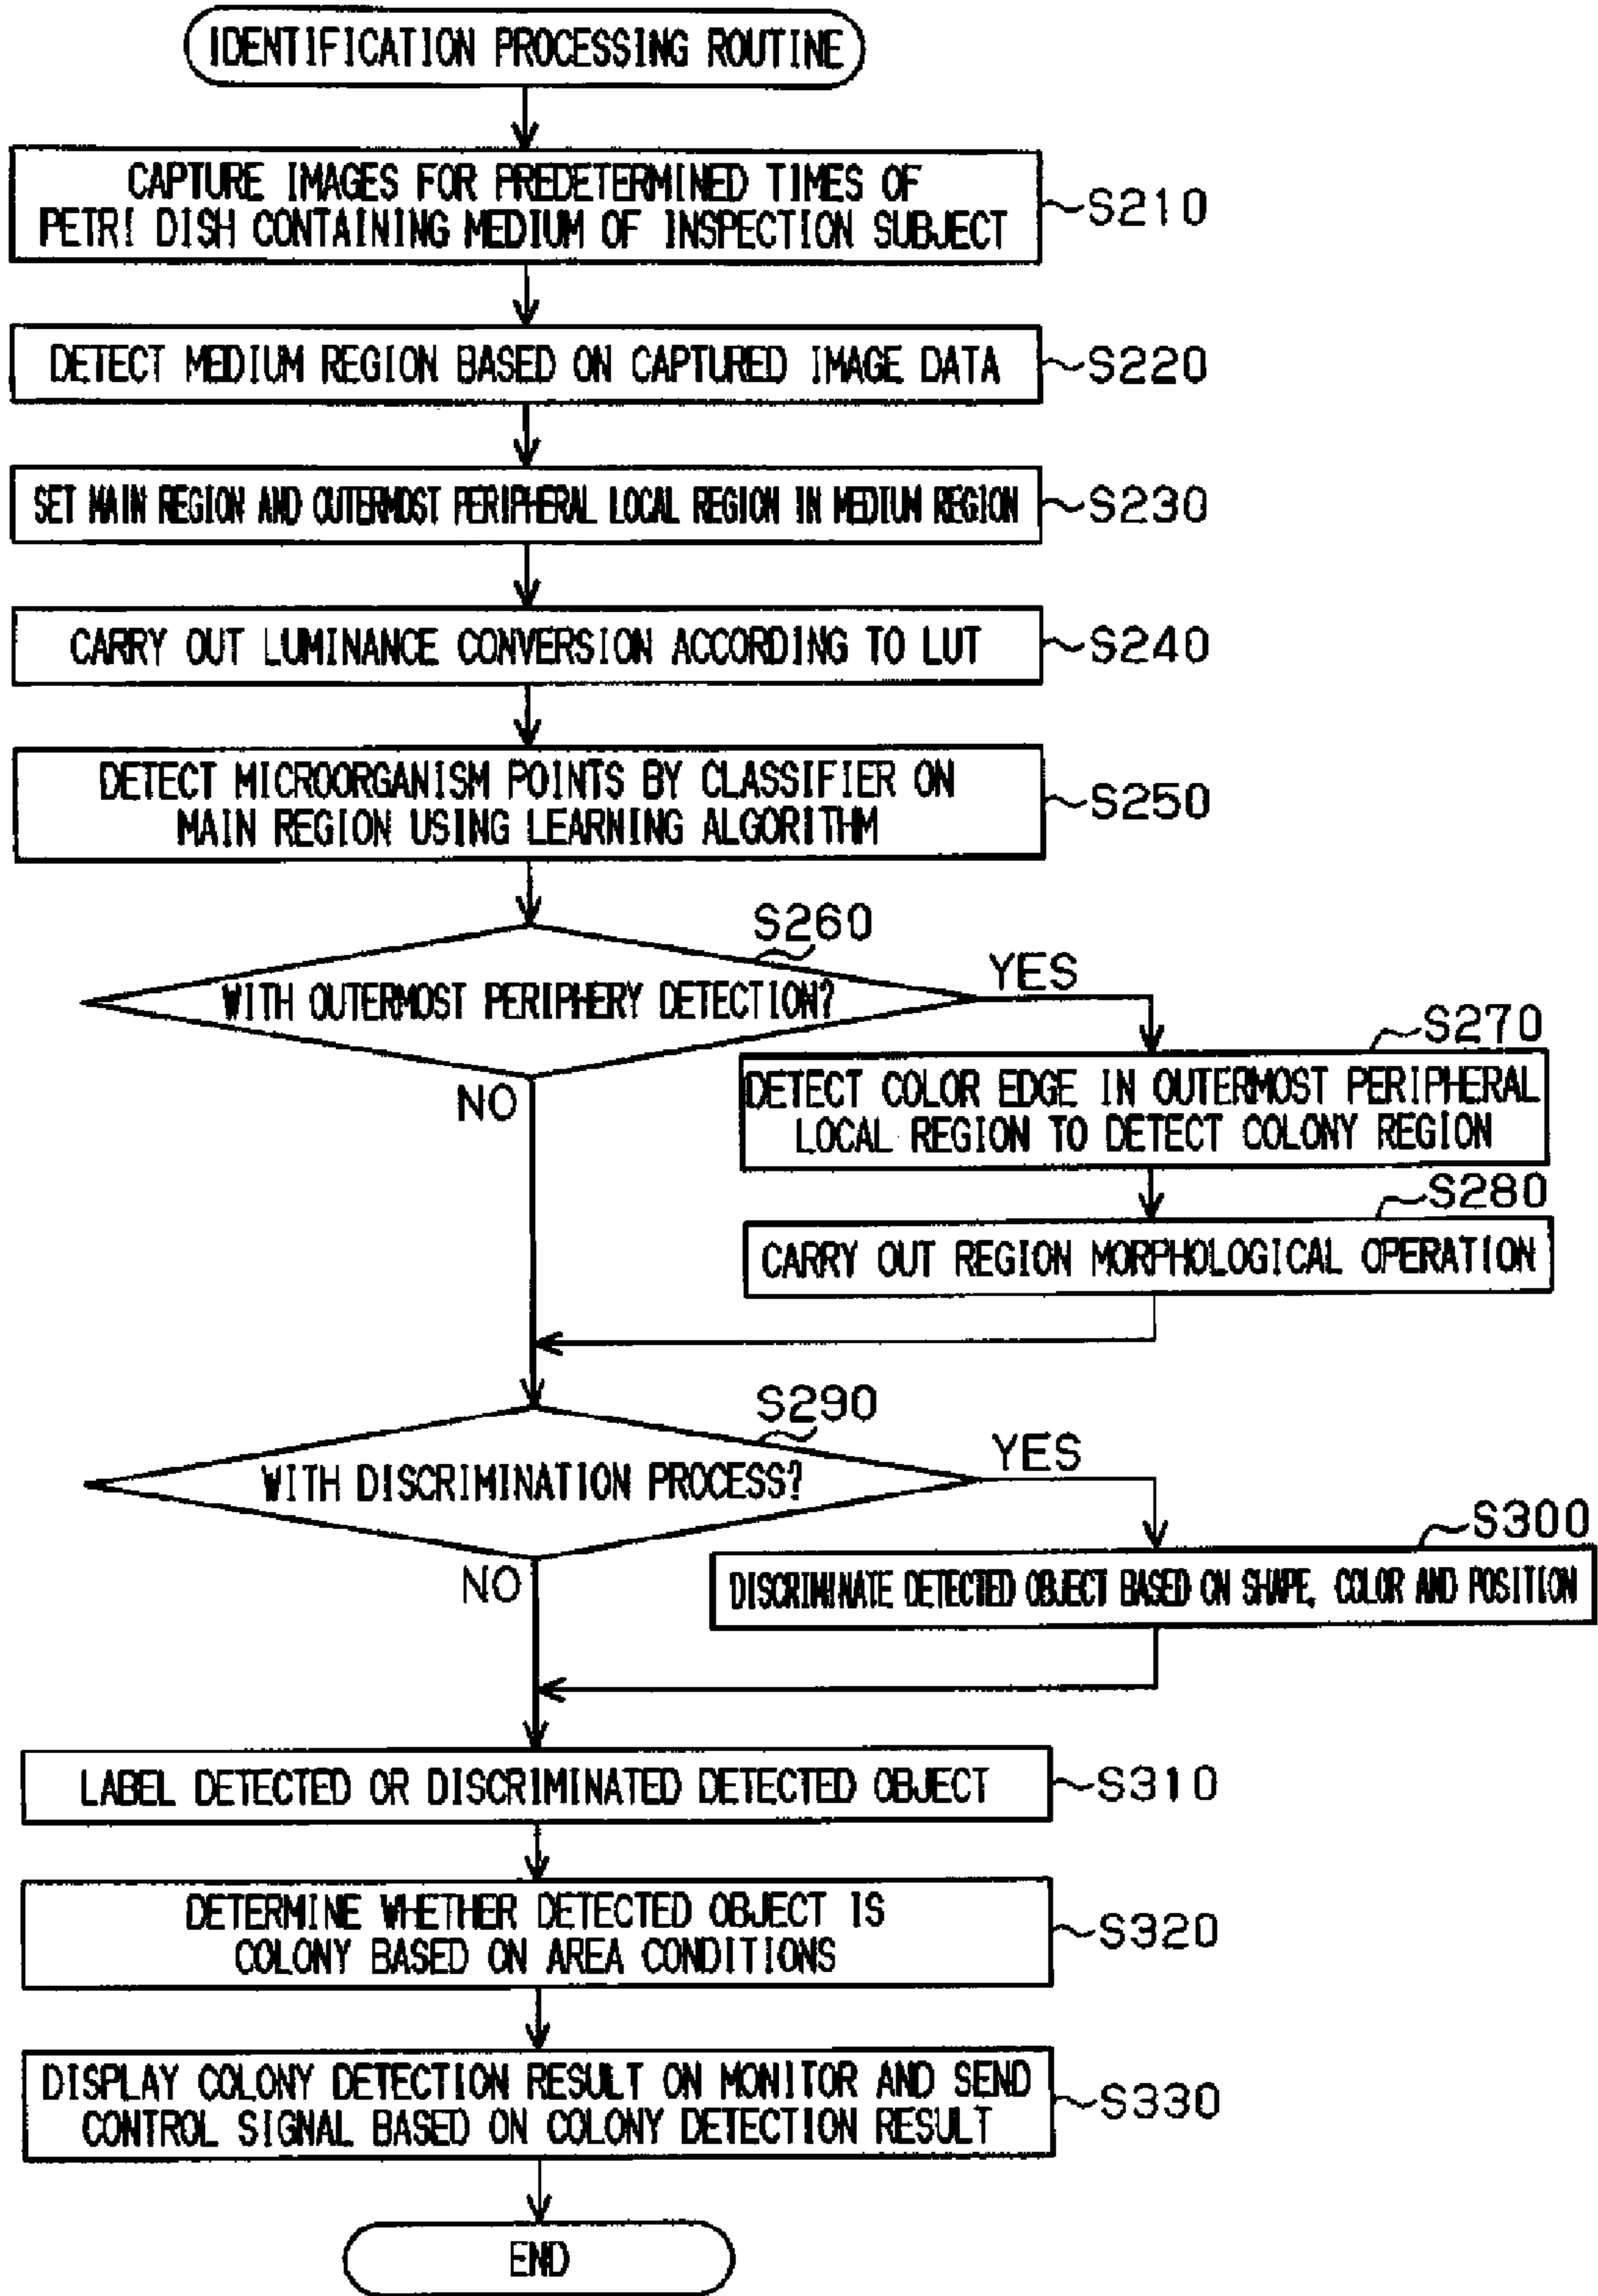 IDENTIFICATION PROCESSING ROUTINE
CAPTURE IMAGES FOR PREDETERMINED TIMES OF
PETRI DISH CONTAINING MEDIUM OF INSPECTION SUBJECT
S210
DETECT MEDIUM REGION BASED ON CAPTURED IMAGE DATA
S220
SET MAIN REGION AND OUTERMOST PERIPHERAL LOCAL REGION IN MEDIUM REGION
S230
CARRY OUT LUMINANCE CONVERSION ACCORDING TO LUT
S240
DETECT MICROORGANISM POINTS BY CLASSIFIER ON
MAIN REGION USING LEARNING ALGORITHM
S250
S260
WITH OUTERMOST PERIPHERY DETECTION?
YES
NO
S270
DETECT COLOR EDGE IN OUTERMOST PERIPHERAL
LOCAL REGION TO DETECT COLONY REGION
S280
CARRY OUT REGION MORPHOLOGICAL OPERATION
S290
WITH DISCRIMINATION PROCESS?
YES
NO
S300
DISCRIMINATE DETECTED OBJECT BASED ON SHAPE, COLOR AND POSITION
LABEL DETECTED OR DISCRIMINATED DETECTED OBJECT
S310
DETERMINE WHETHER DETECTED OBJECT IS
COLONY BASED ON AREA CONDITIONS
S320
DISPLAY COLONY DETECTION RESULT ON MONITOR AND SEND
CONTROL SIGNAL BASED ON COLONY DETECTION RESULT
S330
END